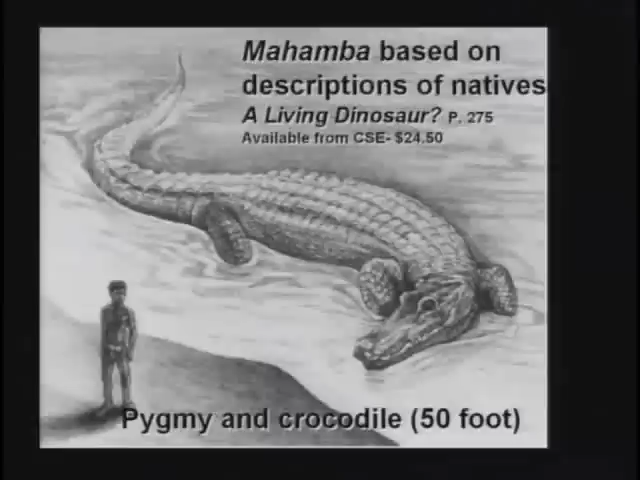 Mahamba based on
descriptions of natives
A Living Dinosaur? P. 275
Available from CSE- $24.50
Pygmy and crocodile (50 foot)